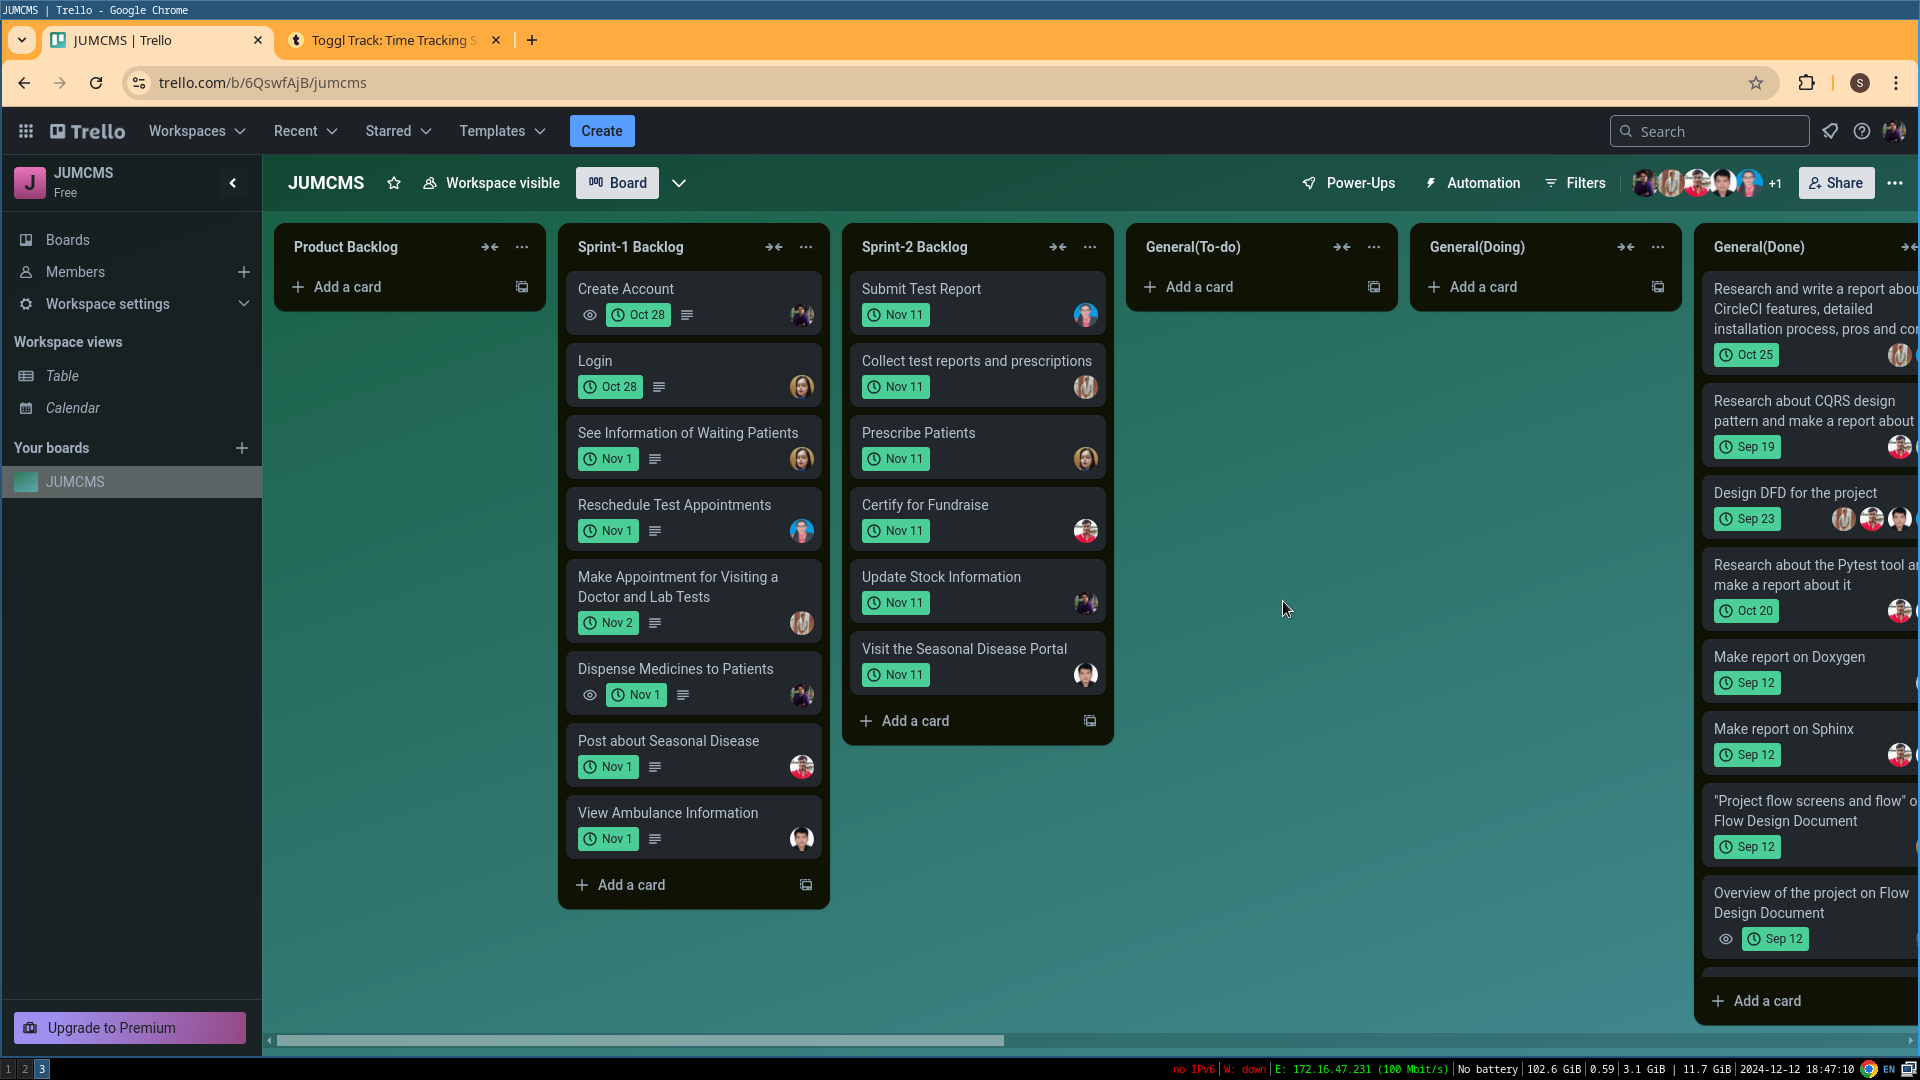 JUMCMS | Trello - Google Chrome
JUMCMS | Trello
Toggl Track: Time Tracking S
trello.com/b/6QswfAjB/jumcms
S
Trello
Workspaces
Recent
Starred
Templates
Create
Search
J
JUMCMS
Free
Boards
Members
Workspace settings
Workspace views
Table
Calendar
Your boards
JUMCMS
Upgrade to Premium
JUMCMS
Workspace visible
Board
Power-Ups
Automation
Filters
+1
Share
Product Backlog
Add a card
Sprint-1 Backlog
Create Account
Oct 28
Login
Oct 28
See Information of Waiting Patients
Nov 1
Reschedule Test Appointments
Nov 1
Make Appointment for Visiting a
Doctor and Lab Tests
Nov 2
Dispense Medicines to Patients
Nov 1
Post about Seasonal Disease
Nov 1
View Ambulance Information
Nov 1
Add a card
Sprint-2 Backlog
Submit Test Report
Nov 11
Collect test reports and prescriptions
Nov 11
Prescribe Patients
Nov 11
Certify for Fundraise
Nov 11
Update Stock Information
Nov 11
Visit the Seasonal Disease Portal
Nov 11
Add a card
General(To-do)
Add a card
General(Doing)
Add a card
General(Done)
Research and write a report abou
CircleCI features, detailed
installation process, pros and co
Oct 25
Research about CQRS design
pattern and make a report about
Sep 19
Design DFD for the project
Sep 23
Research about the Pytest tool a
make a report about it
Oct 20
Make report on Doxygen
Sep 12
Make report on Sphinx
Sep 12
"Project flow screens and flow" o
Flow Design Document
Sep 12
Overview of the project on Flow
Design Document
Sep 12
Add a card
1 2 3
no IPv6 | W: down | E: 172.16.47.231 (100 Mbit/s) | No battery | 102.6 GiB | 0.59 | 3.1 GiB | 11.7 GiB | 2024-12-12 18:47:10 EN